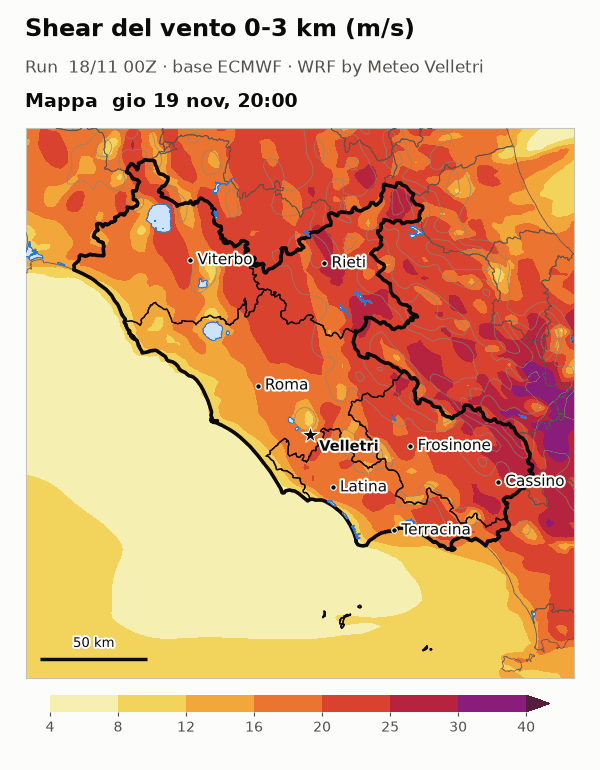 Shear del vento 0-3 km (m/s)
Run  18/11 00Z · base ECMWF · WRF by Meteo Velletri
Mappa  gio 19 nov, 20:00
Viterbo
Rieti
Roma
Velletri
Frosinone
Latina
Cassino
Terracina
50 km
4 8 12 16 20 25 30 40